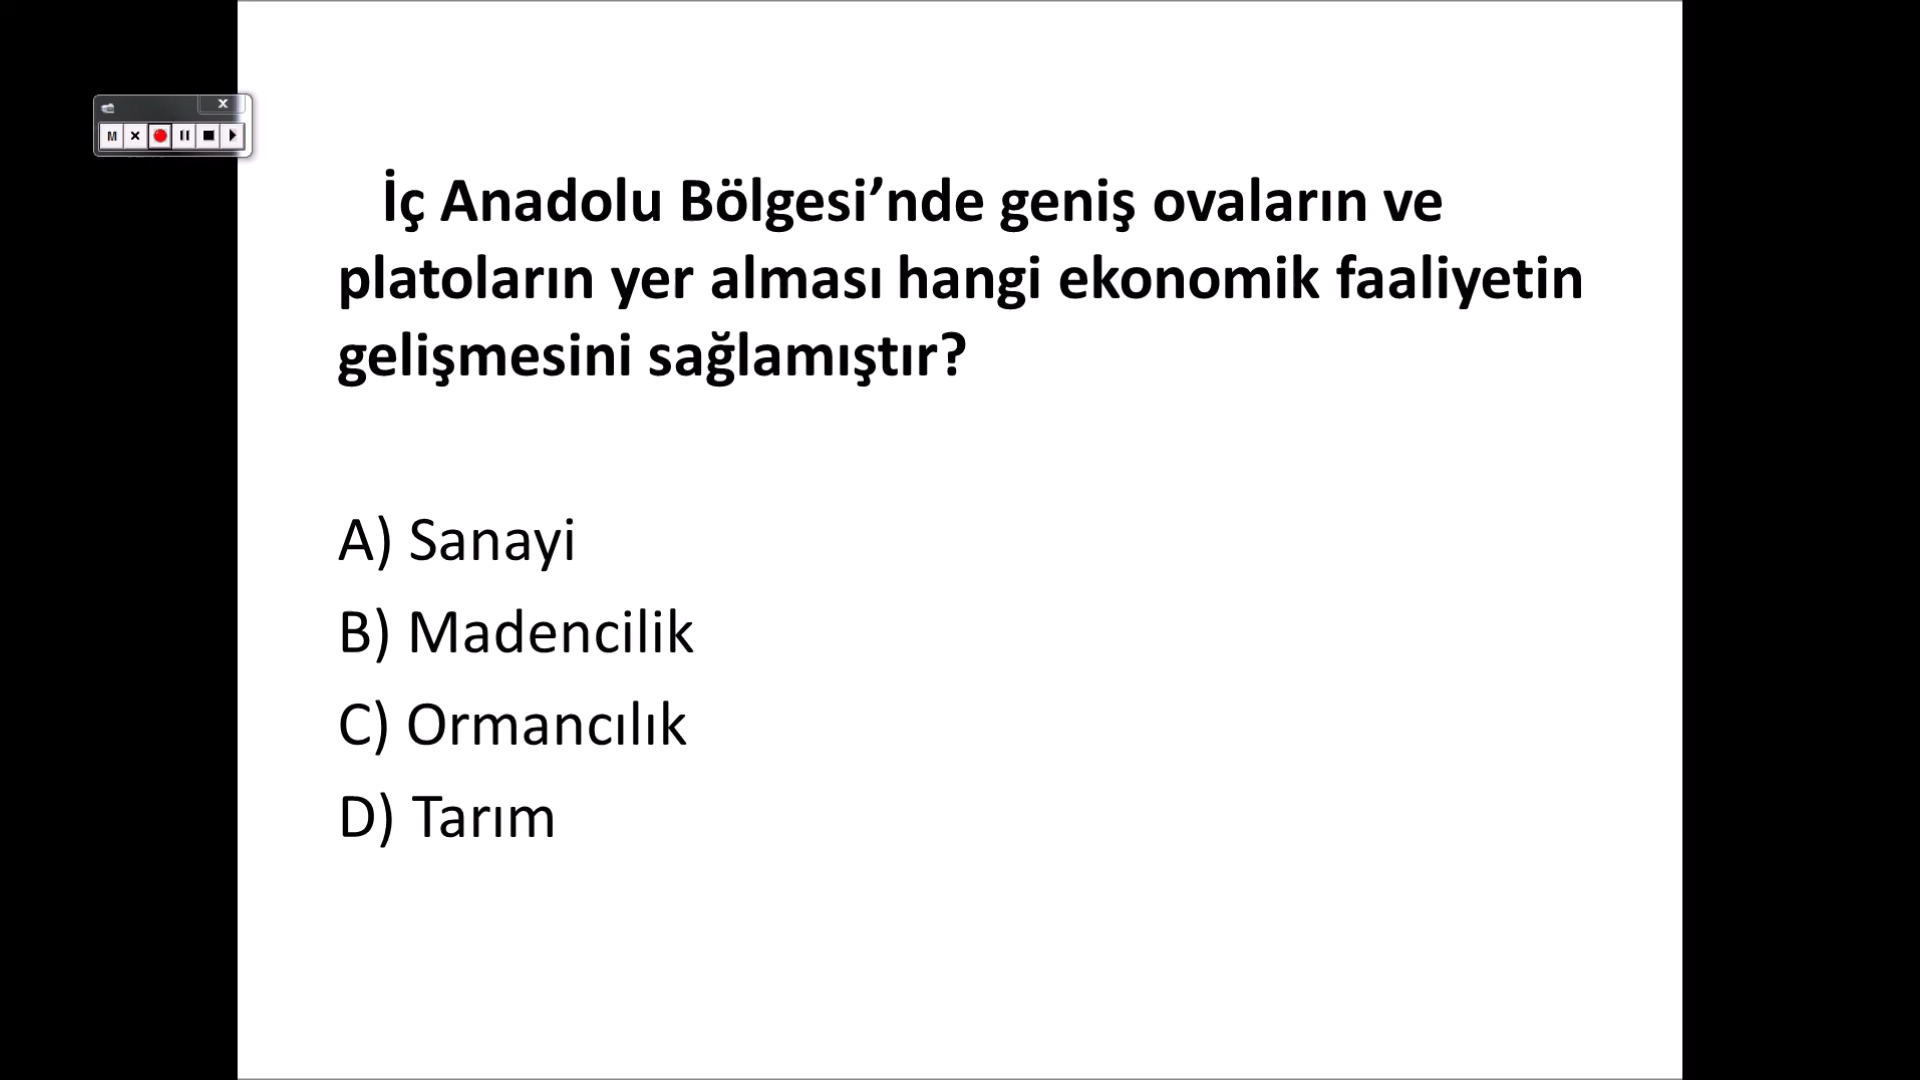 M
İç Anadolu Bölgesi’nde geniş ovaların ve
platoların yer alması hangi ekonomik faaliyetin
gelişmesini sağlamıştır?
A) Sanayi
B) Madencilik
C) Ormancılık
D) Tarım